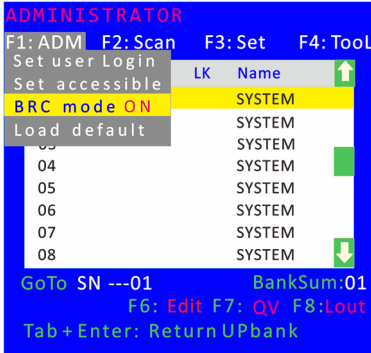 ADMINISTRATOR
F1: ADM F2: Scan F3: Set F4: TooL
Set user Login
LK Name
Set accessible
BRC mode ON SYSTEM
Load default SYSTEM
03 SYSTEM
04 SYSTEM
05 SYSTEM
06 SYSTEM
07 SYSTEM
08 SYSTEM
GoTo SN ---01 BankSum:01
F6: Edit F7: QV F8:Lout
Tab+Enter: Return UPbank